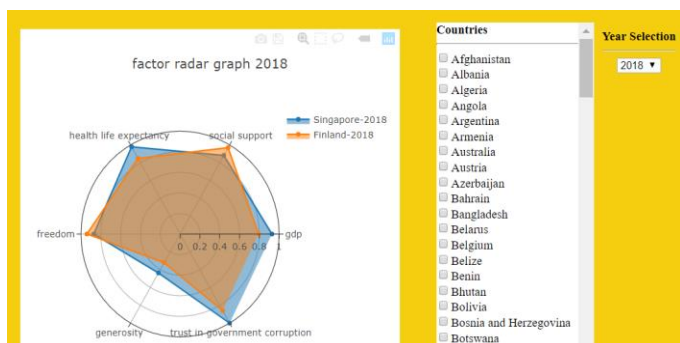 factor radar graph 2018
Singapore-2018
Finland-2018
health life expectancy
social support
freedom
0 0.2 0.4 0.6 0.8 1
gdp
generosity
trust in government corruption
Countries
Afghanistan
Albania
Algeria
Angola
Argentina
Armenia
Australia
Austria
Azerbaijan
Bahrain
Bangladesh
Belarus
Belgium
Belize
Benin
Bhutan
Bolivia
Bosnia and Herzegovina
Botswana
Year Selection
2018